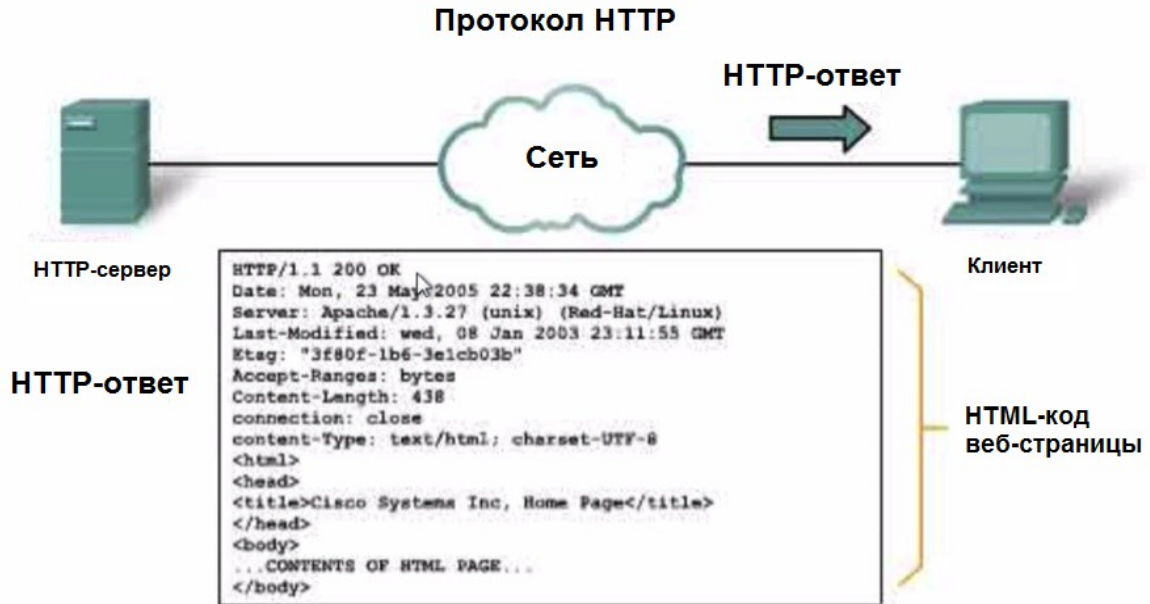 Протокол HTTP
HTTP-ответ
Сеть
HTTP-сервер
Клиент
HTTP-ответ
HTTP/1.1 200 OK
Date: Mon, 23 May 2005 22:38:34 GMT
Server: Apache/1.3.27 (unix) (Red-Hat/Linux)
Last-Modified: wed, 08 Jan 2003 23:11:55 GMT
Etag: "3f80f-1b6-3e1cb03b"
Accept-Ranges: bytes
Content-Length: 438
connection: close
content-Type: text/html; charset-UTF-8
<html>
<head>
<title>Cisco Systems Inc, Home Page</title>
</head>
<body>
...CONTENTS OF HTML PAGE...
</body>
HTML-код
веб-страницы